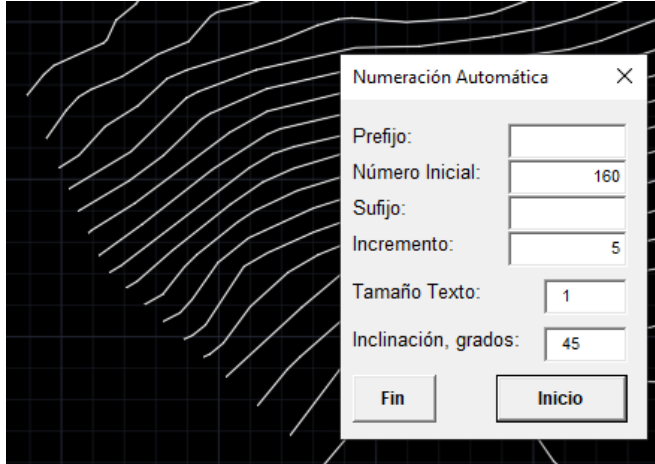 Numeración Automática
Prefijo:
Número Inicial: 160
Sufijo:
Incremento: 5
Tamaño Texto: 1
Inclinación, grados: 45
Fin Inicio